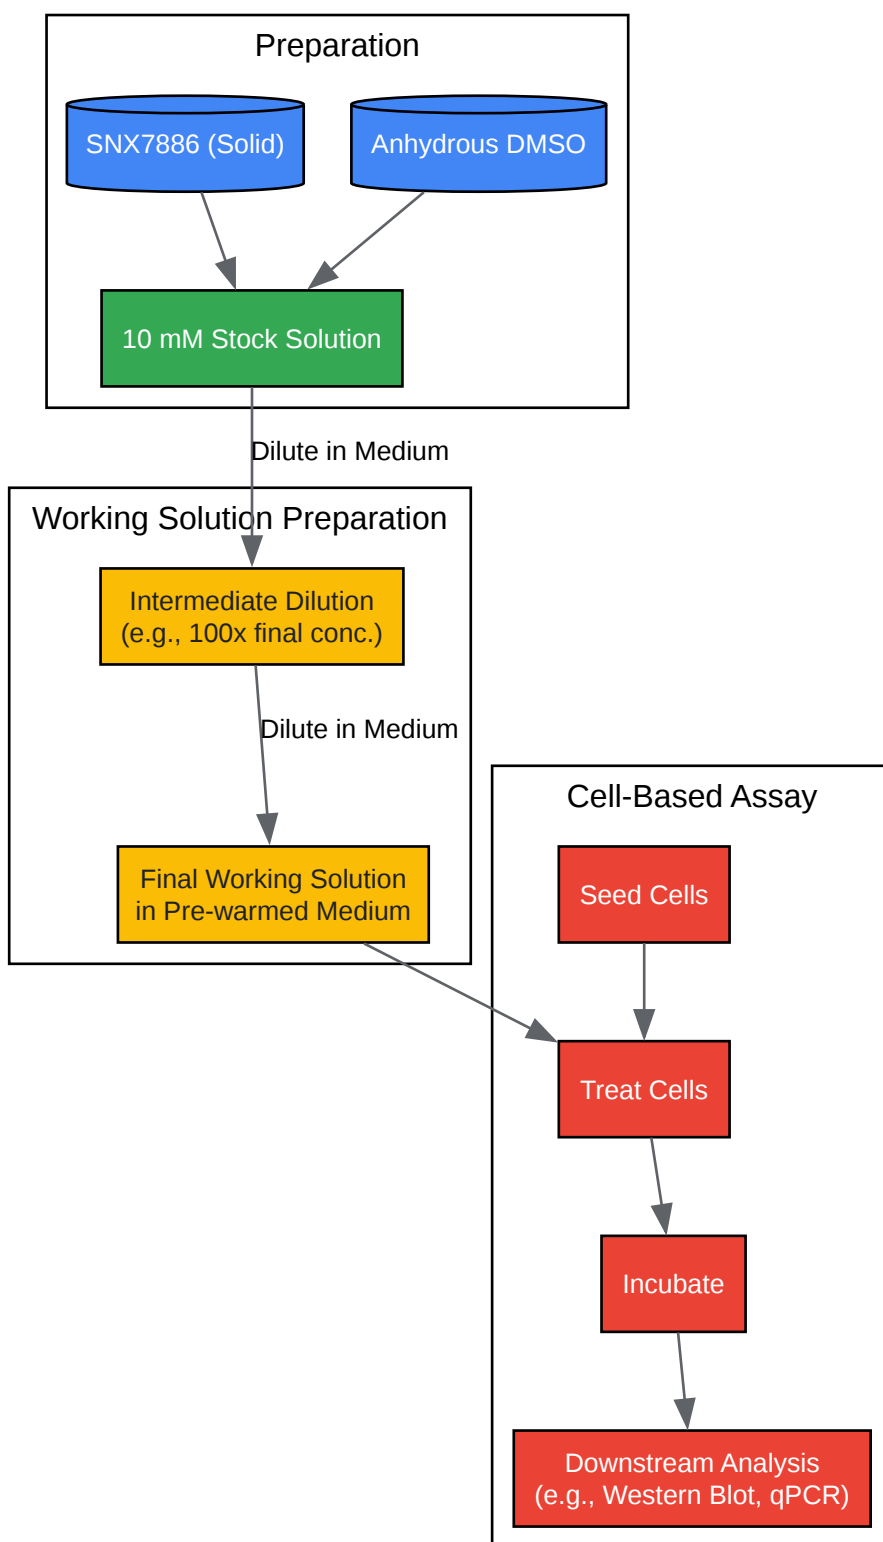 Preparation
SNX7886 (Solid)
Anhydrous DMSO
10 mM Stock Solution
Dilute in Medium
Working Solution Preparation
Intermediate Dilution
(e.g., 100x final conc.)
Dilute in Medium
Final Working Solution
in Pre-warmed Medium
Cell-Based Assay
Seed Cells
Treat Cells
Incubate
Downstream Analysis
(e.g., Western Blot, qPCR)